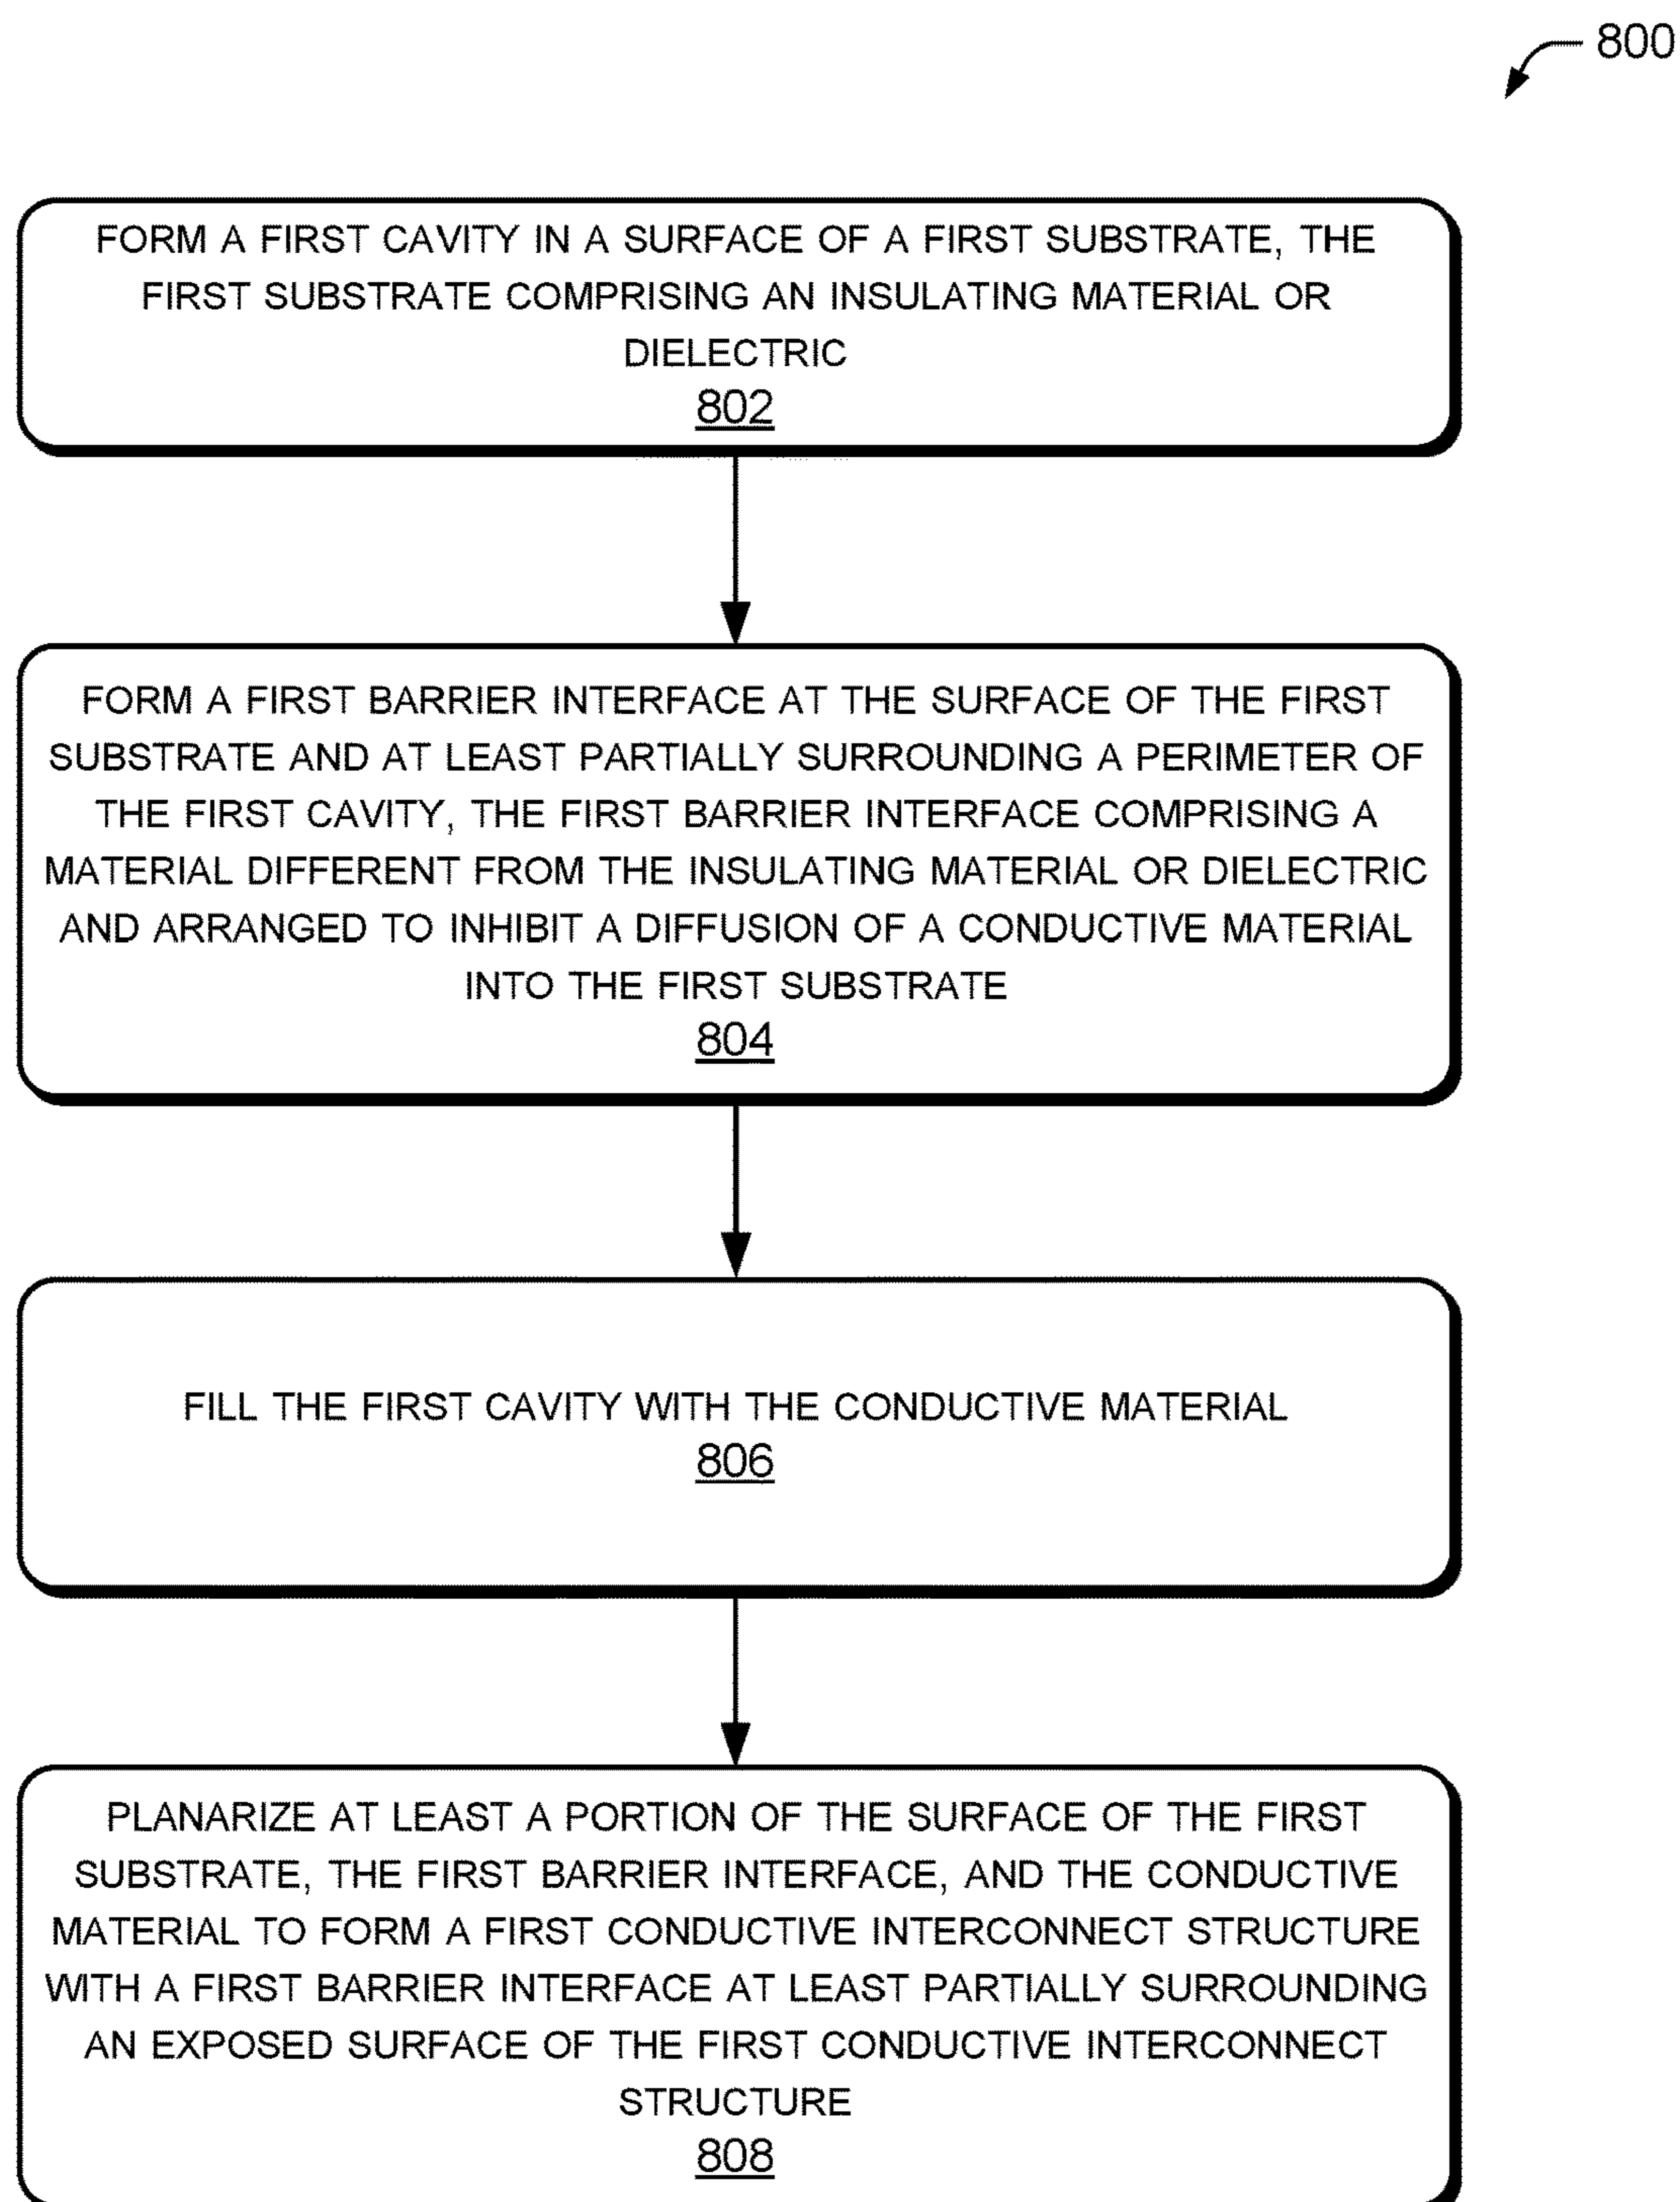 800
FORM A FIRST CAVITY IN A SURFACE OF A FIRST SUBSTRATE, THE
FIRST SUBSTRATE COMPRISING AN INSULATING MATERIAL OR
DIELECTRIC
802
FORM A FIRST BARRIER INTERFACE AT THE SURFACE OF THE FIRST
SUBSTRATE AND AT LEAST PARTIALLY SURROUNDING A PERIMETER OF
THE FIRST CAVITY, THE FIRST BARRIER INTERFACE COMPRISING A
MATERIAL DIFFERENT FROM THE INSULATING MATERIAL OR DIELECTRIC
AND ARRANGED TO INHIBIT A DIFFUSION OF A CONDUCTIVE MATERIAL
INTO THE FIRST SUBSTRATE
804
FILL THE FIRST CAVITY WITH THE CONDUCTIVE MATERIAL
806
PLANARIZE AT LEAST A PORTION OF THE SURFACE OF THE FIRST
SUBSTRATE, THE FIRST BARRIER INTERFACE, AND THE CONDUCTIVE
MATERIAL TO FORM A FIRST CONDUCTIVE INTERCONNECT STRUCTURE
WITH A FIRST BARRIER INTERFACE AT LEAST PARTIALLY SURROUNDING
AN EXPOSED SURFACE OF THE FIRST CONDUCTIVE INTERCONNECT
STRUCTURE
808